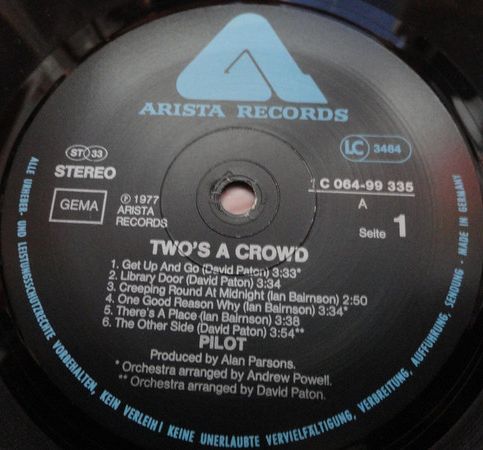 ARISTA RECORDS
ST 33
STEREO
GEMA
℗ 1977
ARISTA
RECORDS
LC 3484
1C 064-99 335
A
Seite 1
TWO'S A CROWD
1. Get Up And Go (David Paton) 3:33*
2. Library Door (David Paton) 3:34
3. Creeping Round At Midnight (Ian Bairnson) 2:50
4. One Good Reason Why (Ian Bairnson) 3:34*
5. There's A Place (Ian Bairnson) 3:38
6. The Other Side (David Paton) 3:54**
PILOT
Produced by Alan Parsons.
* Orchestra arranged by Andrew Powell.
** Orchestra arranged by David Paton.
ALLE URHEBER- UND LEISTUNGSSCHUTZRECHTE VORBEHALTEN, KEIN VERLEIH! KEINE UNERLAUBTE VERVIELFÄLTIGUNG, VERBREITUNG, AUFFÜHRUNG, SENDUNG - MADE IN GERMANY